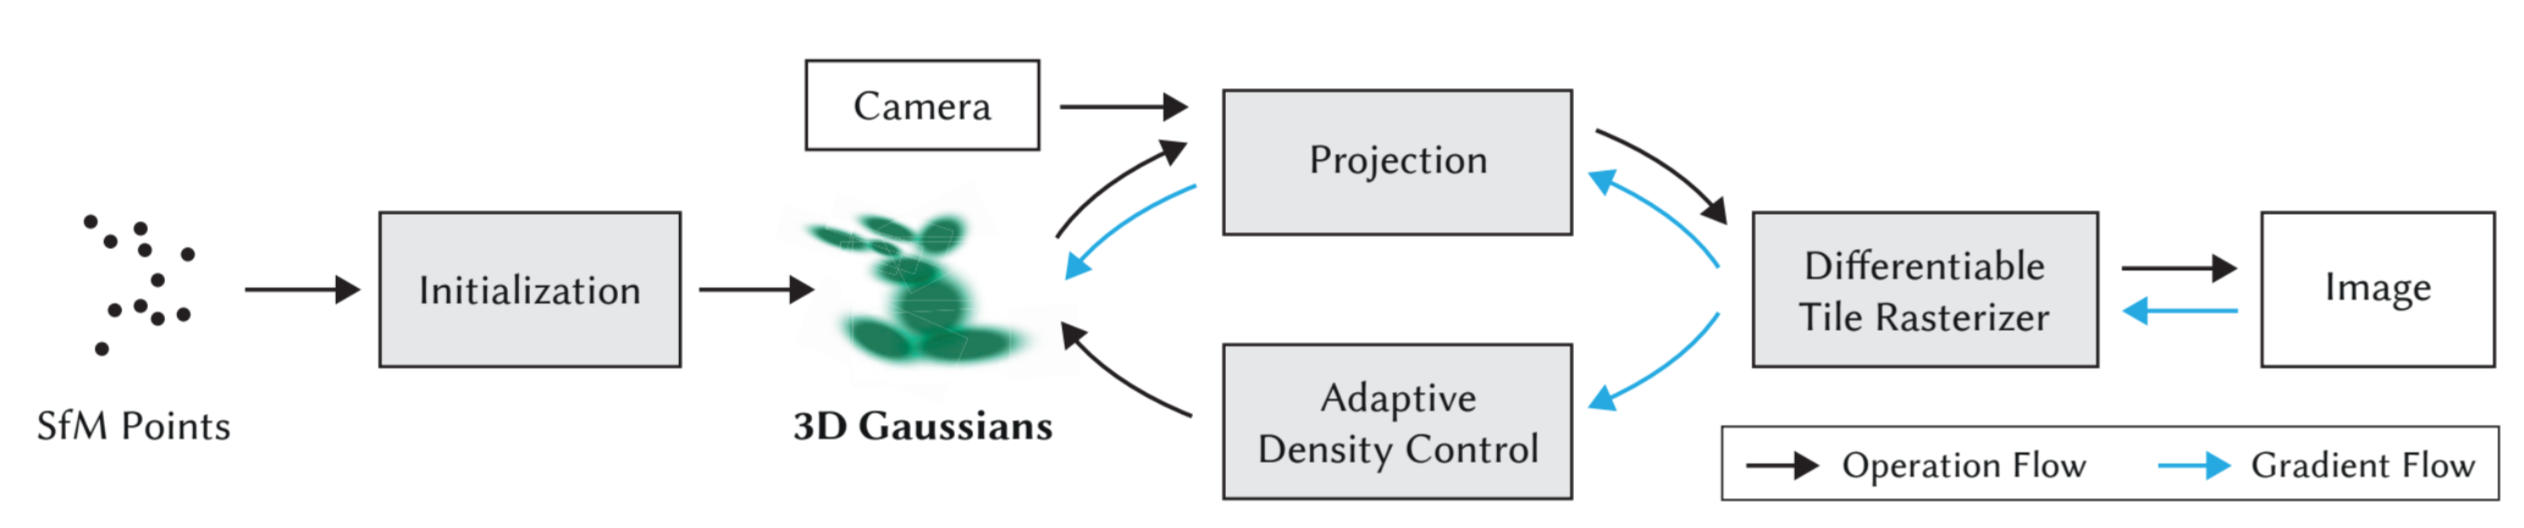 Camera
Projection
Initialization
Differentiable
Tile Rasterizer
Image
SfM Points
3D Gaussians
Adaptive
Density Control
Operation Flow
Gradient Flow